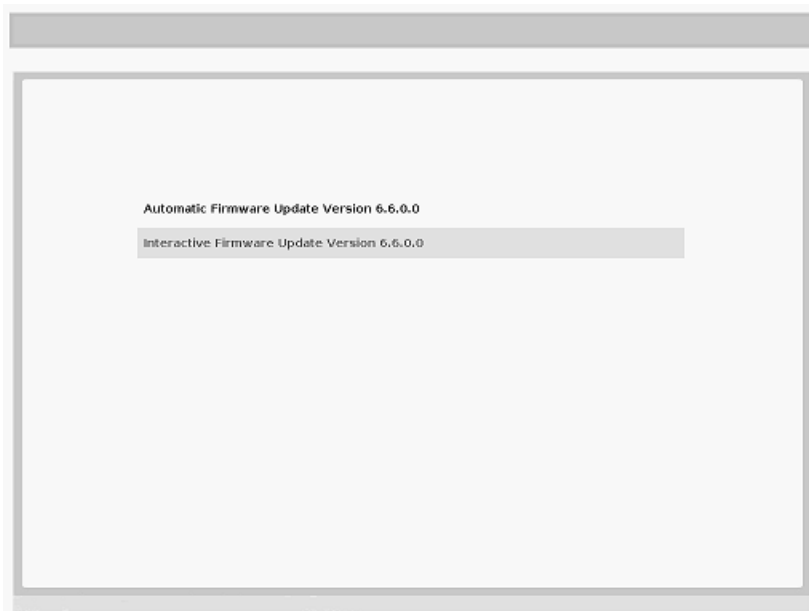 Automatic Firmware Update Version 6.6.0.0
Interactive Firmware Update Version 6.6.0.0